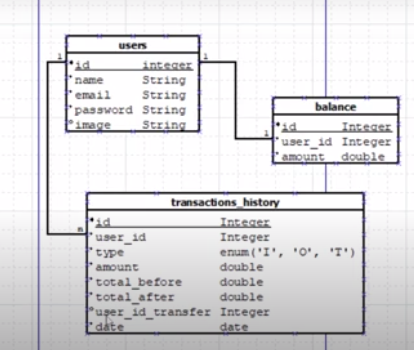 users
1
1
id integer
name String
email String
password String
image String
balance
1
id Integer
user_id Integer
amount double
transactions_history
id Integer
user_id Integer
n
type enum('I', 'O', 'T')
amount double
total_before double
total_after double
user_id_transfer Integer
date date